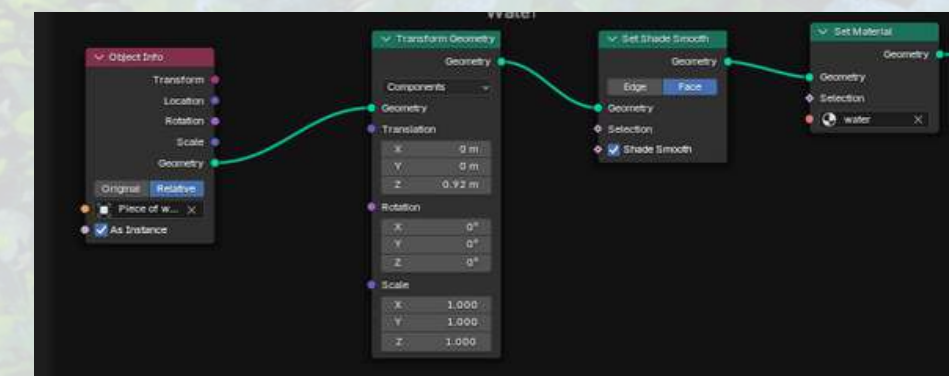 Water
Object Info
Transform
Location
Rotation
Scale
Geometry
Original Relative
Piece of w...
As Instance
Transform Geometry
Geometry
Components
Geometry
Translation
X 0 m
Y 0 m
Z 0.92 m
Rotation
X 0°
Y 0°
Z 0°
Scale
X 1.000
Y 1.000
Z 1.000
Set Shade Smooth
Geometry
Edge Face
Geometry
Selection
Shade Smooth
Set Material
Geometry
Geometry
Selection
water